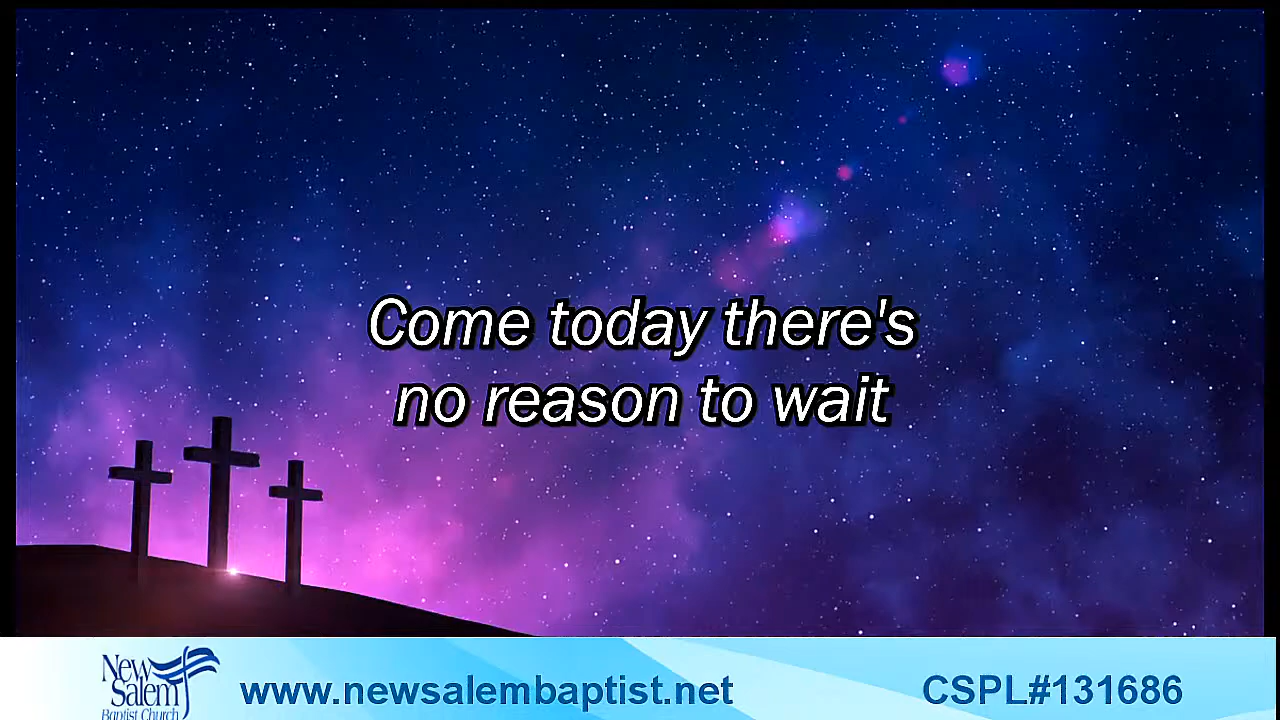 Come today there's
no reason to wait
New
Salem
Baptist Church
www.newsalembaptist.net
CSPL#131686